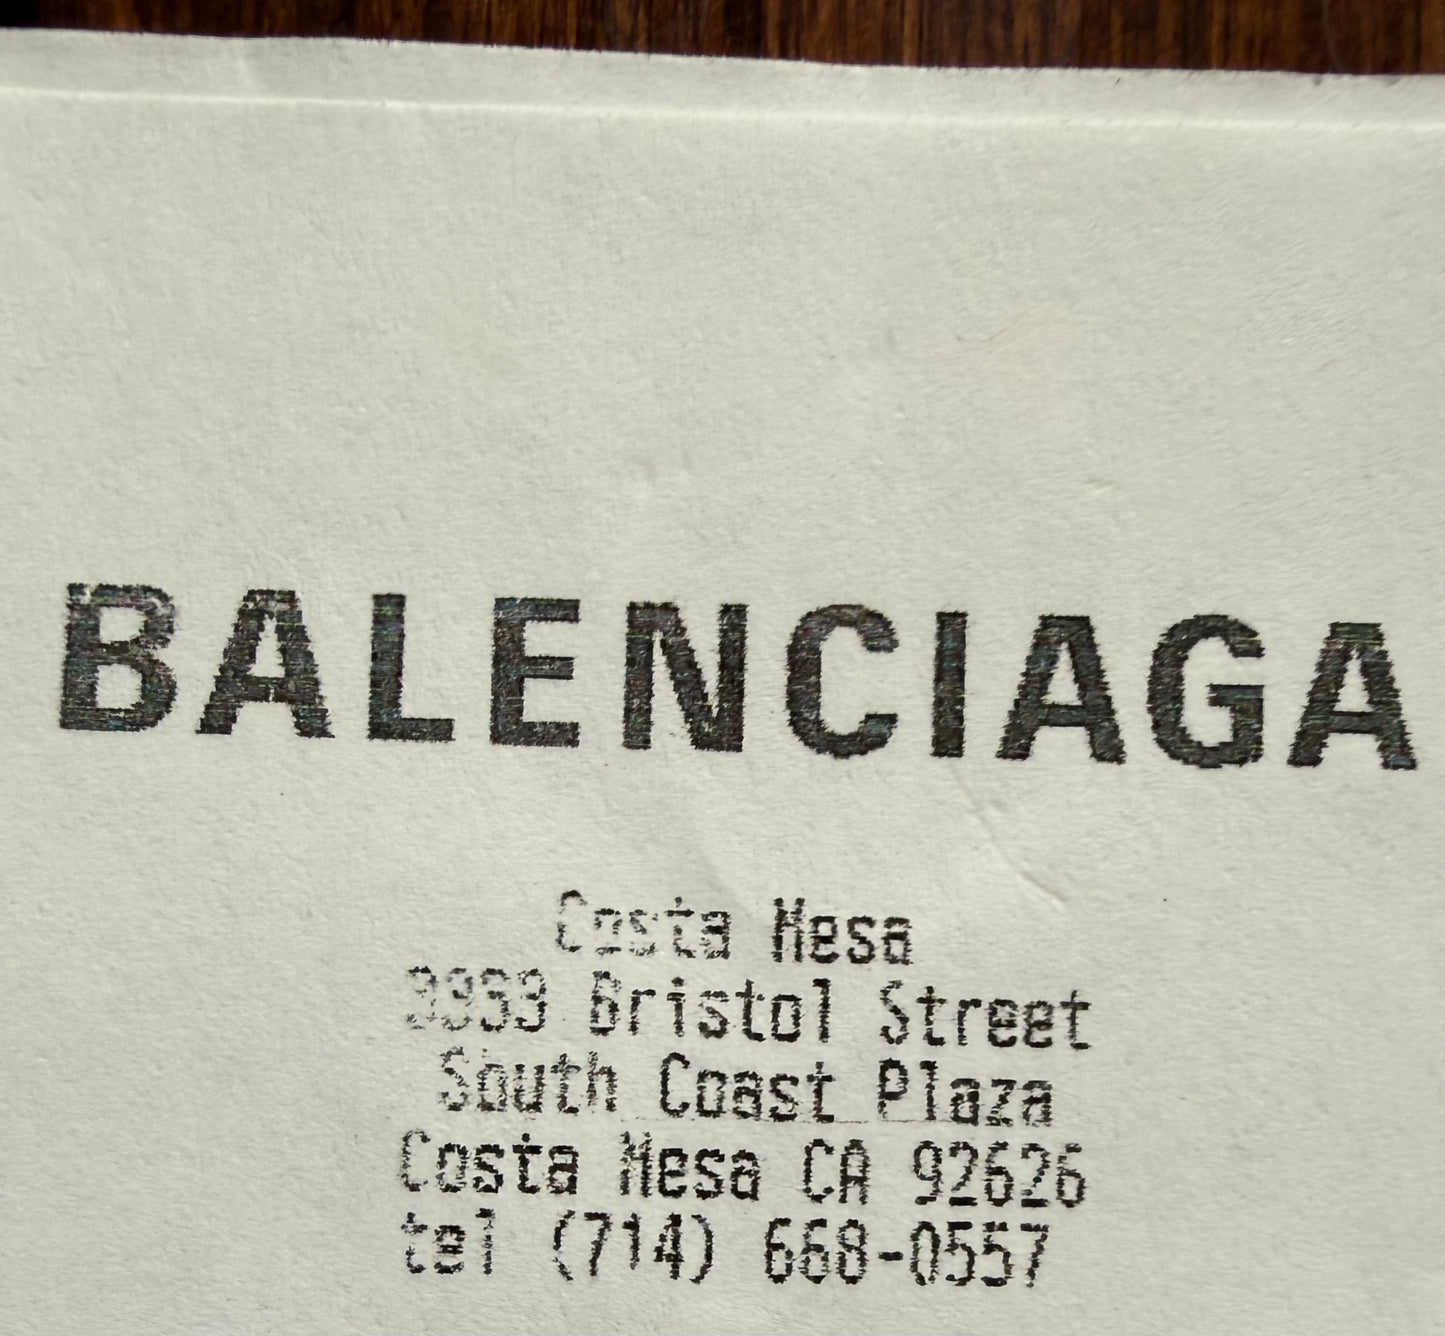 BALENCIAGA
Costa Mesa
3333 Bristol Street
South Coast Plaza
Costa Mesa CA 92626
tel (714) 668-0557